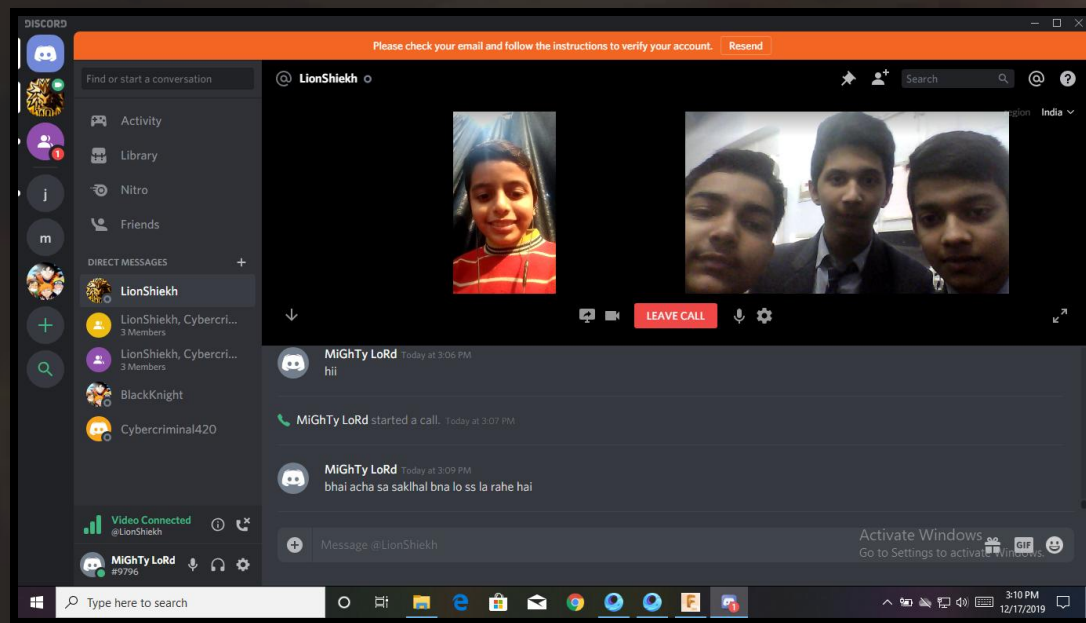 DISCORD
Please check your email and follow the instructions to verify your account.
Resend
Find or start a conversation
@ LionShiekh
Search
region India
Activity
Library
Nitro
Friends
1
j
m
DIRECT MESSAGES +
LionShiekh
LionShiekh, Cybercri...
3 Members
LionShiekh, Cybercri...
3 Members
BlackKnight
Cybercriminal420
Video Connected
@LionShiekh
MiGhTy LoRd
#9796
LEAVE CALL
MiGhTy LoRd Today at 3:06 PM
hii
MiGhTy LoRd started a call. Today at 3:07 PM
MiGhTy LoRd Today at 3:09 PM
bhai acha sa saklhal bna lo ss la rahe hai
Message @LionShiekh
GIF
Activate Windows
Go to Settings to activate Windows.
Type here to search
3:10 PM
12/17/2019